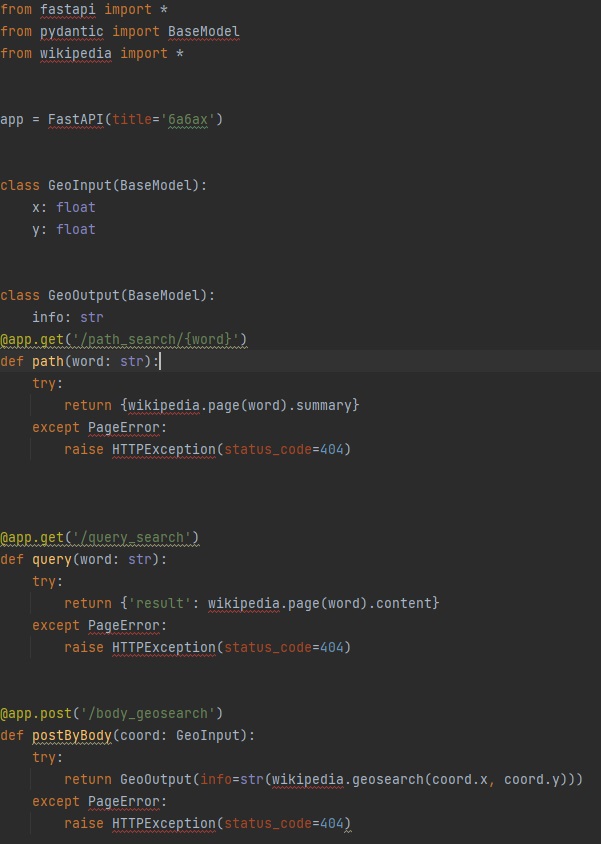 from fastapi import *
from pydantic import BaseModel
from wikipedia import *
app = FastAPI(title='бабах')
class GeoInput(BaseModel):
    x: float
    y: float
class GeoOutput(BaseModel):
    info: str
@app.get('/path_search/{word}')
def path(word: str):
    try:
        return {wikipedia.page(word).summary}
    except PageError:
        raise HTTPException(status_code=404)
@app.get('/query_search')
def query(word: str):
    try:
        return {'result': wikipedia.page(word).content}
    except PageError:
        raise HTTPException(status_code=404)
@app.post('/body_geosearch')
def postByBody(coord: GeoInput):
    try:
        return GeoOutput(info=str(wikipedia.geosearch(coord.x, coord.y)))
    except PageError:
        raise HTTPException(status_code=404)